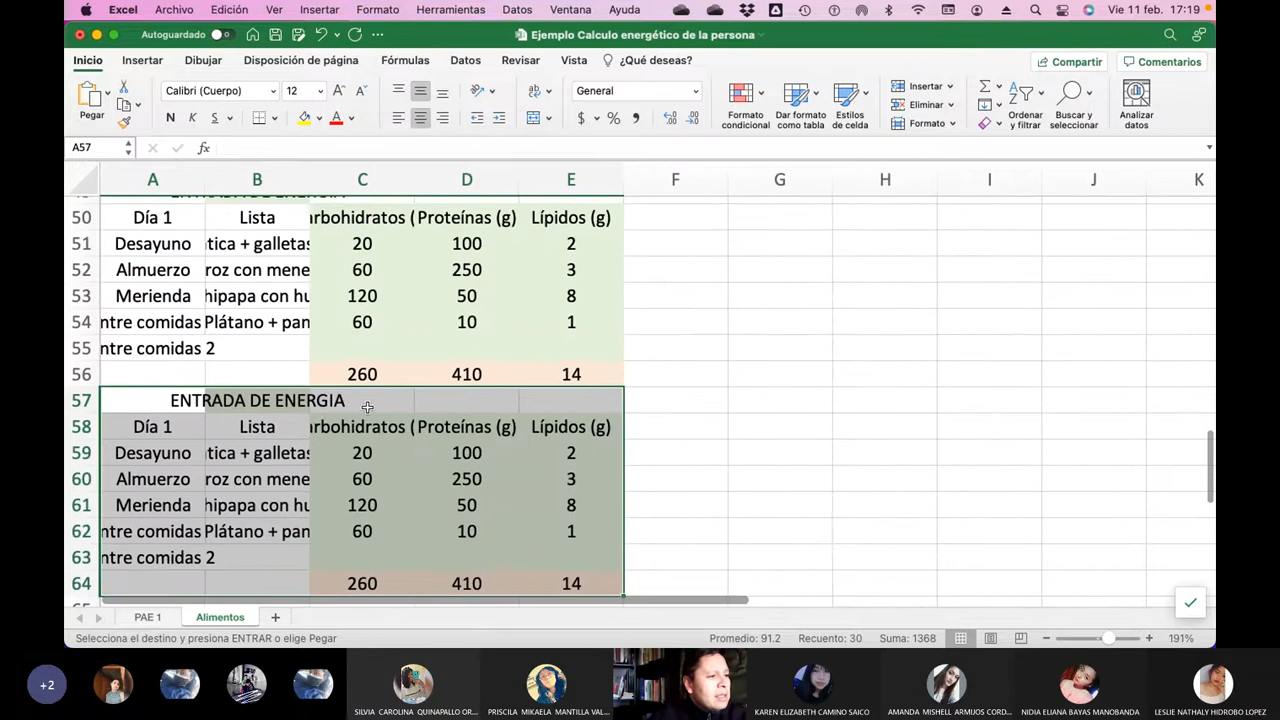 Excel Archivo Edición Ver Insertar Formato Herramientas Datos Ventana Ayuda Vie 11 feb. 17:19
Autoguardado Ejemplo Calculo energético de la persona
Inicio Insertar Dibujar Disposición de página Fórmulas Datos Revisar Vista ¿Qué deseas? Compartir Comentarios
Pegar Calibri (Cuerpo) 12 General
N K S A $ %
Formato condicional Dar formato como tabla Estilos de celda
Insertar Eliminar Formato
Ordenar y filtrar Buscar y seleccionar Analizar datos
A57 fx
A B C D E F G H I J K
50 Día 1 Lista arbohidratos ( Proteínas (g) Lípidos (g)
51 Desayuno tica + galletas 20 100 2
52 Almuerzo roz con mene 60 250 3
53 Merienda hipapa con hu 120 50 8
54 ntre comidas Plátano + pan 60 10 1
55 ntre comidas 2
56 260 410 14
57 ENTRADA DE ENERGIA
58 Día 1 Lista arbohidratos ( Proteínas (g) Lípidos (g)
59 Desayuno tica + galletas 20 100 2
60 Almuerzo roz con mene 60 250 3
61 Merienda hipapa con hu 120 50 8
62 ntre comidas Plátano + pan 60 10 1
63 ntre comidas 2
64 260 410 14
PAE 1 Alimentos +
Selecciona el destino y presiona ENTRAR o elige Pegar Promedio: 91.2 Recuento: 30 Suma: 1368 191%
+2
SILVIA CAROLINA QUINAPALLO OR... PRISCILA MIKAELA MANTILLA VAL... KAREN ELIZABETH CAMINO SAICO AMANDA MISHELL ARMIJOS CORD... NIDIA ELIANA BAYAS MANOBANDA LESLIE NATHALY HIDROBO LOPEZ